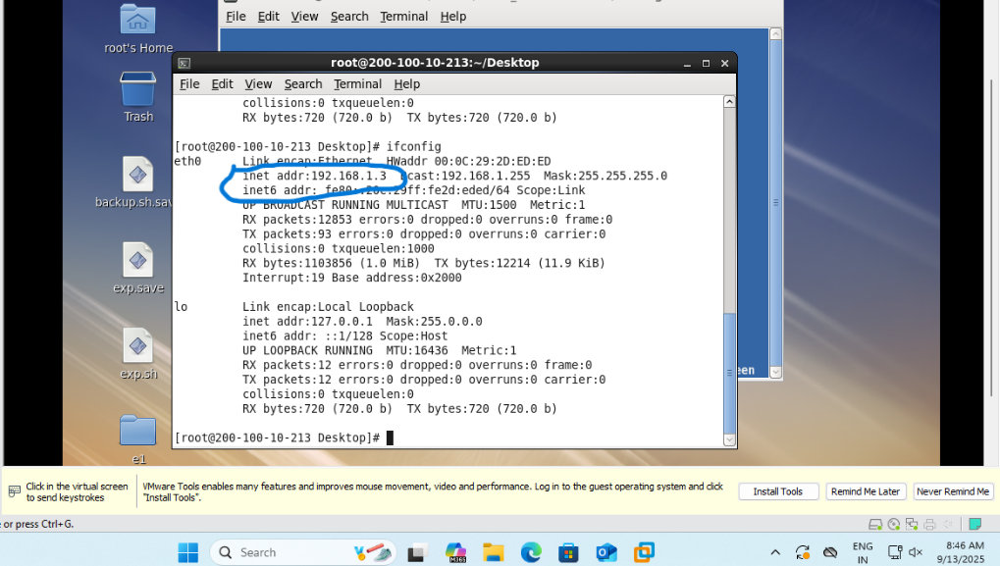 File Edit View Search Terminal Help
root's Home
root@200-100-10-213:~/Desktop
File Edit View Search Terminal Help
collisions:0 txqueuelen:0
RX bytes:720 (720.0 b) TX bytes:720 (720.0 b)
Trash
[root@200-100-10-213 Desktop]# ifconfig
eth0 Link encap:Ethernet HWaddr 00:0C:29:2D:ED:ED
inet addr:192.168.1.3 Bcast:192.168.1.255 Mask:255.255.255.0
inet6 addr: fe80::20c:29ff:fe2d:eded/64 Scope:Link
UP BROADCAST RUNNING MULTICAST MTU:1500 Metric:1
RX packets:12853 errors:0 dropped:0 overruns:0 frame:0
TX packets:93 errors:0 dropped:0 overruns:0 carrier:0
collisions:0 txqueuelen:1000
RX bytes:1103856 (1.0 MiB) TX bytes:12214 (11.9 KiB)
Interrupt:19 Base address:0x2000
backup.sh.sav
exp.save
lo Link encap:Local Loopback
inet addr:127.0.0.1 Mask:255.0.0.0
inet6 addr: ::1/128 Scope:Host
UP LOOPBACK RUNNING MTU:16436 Metric:1
RX packets:12 errors:0 dropped:0 overruns:0 frame:0
TX packets:12 errors:0 dropped:0 overruns:0 carrier:0
collisions:0 txqueuelen:0
RX bytes:720 (720.0 b) TX bytes:720 (720.0 b)
exp.sh
een
[root@200-100-10-213 Desktop]#
e1
Click in the virtual screen
to send keystrokes
VMware Tools enables many features and improves mouse movement, video and performance. Log in to the guest operating system and click
"Install Tools".
Install Tools
Remind Me Later
Never Remind Me
or press Ctrl+G.
Search
M365
ENG
IN
8:46 AM
9/13/2025